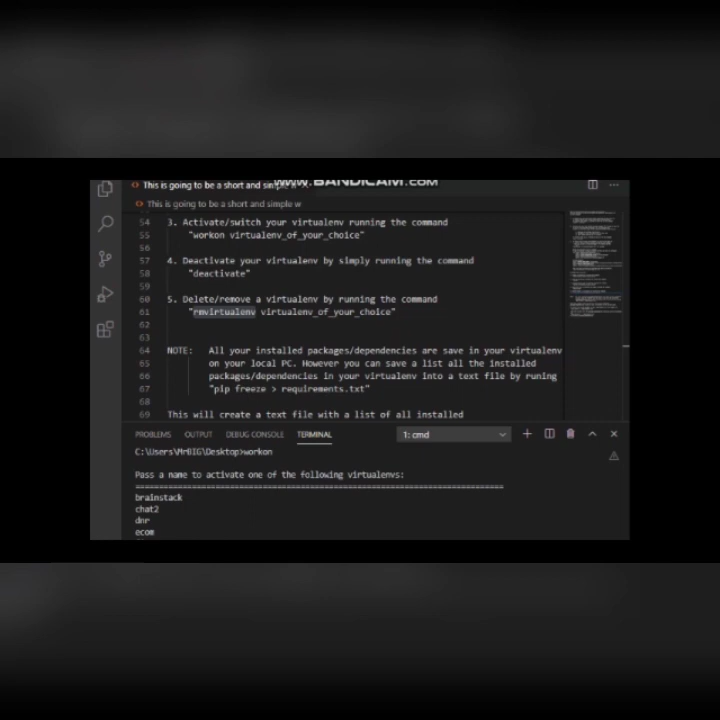 www.BANDICAM.com
This is going to be a short and simple w
This is going to be a short and simple w
54 3. Activate/switch your virtualenv running the command
55 "workon virtualenv_of_your_choice"
56
57 4. Deactivate your virtualenv by simply running the command
58 "deactivate"
59
60 5. Delete/remove a virtualenv by running the command
61 "rmvirtualenv virtualenv_of_your_choice"
62
63
64 NOTE: All your installed packages/dependencies are save in your virtualenv
65 on your local PC. However you can save a list all the installed
66 packages/dependencies in your virtualenv into a text file by runing
67 "pip freeze > requirements.txt"
68
69 This will create a text file with a list of all installed
PROBLEMS OUTPUT DEBUG CONSOLE TERMINAL 1: cmd
C:\Users\MrBIG\Desktop>workon
Pass a name to activate one of the following virtualenvs:
==============================================================================
brainstack
chat2
dnr
ecom